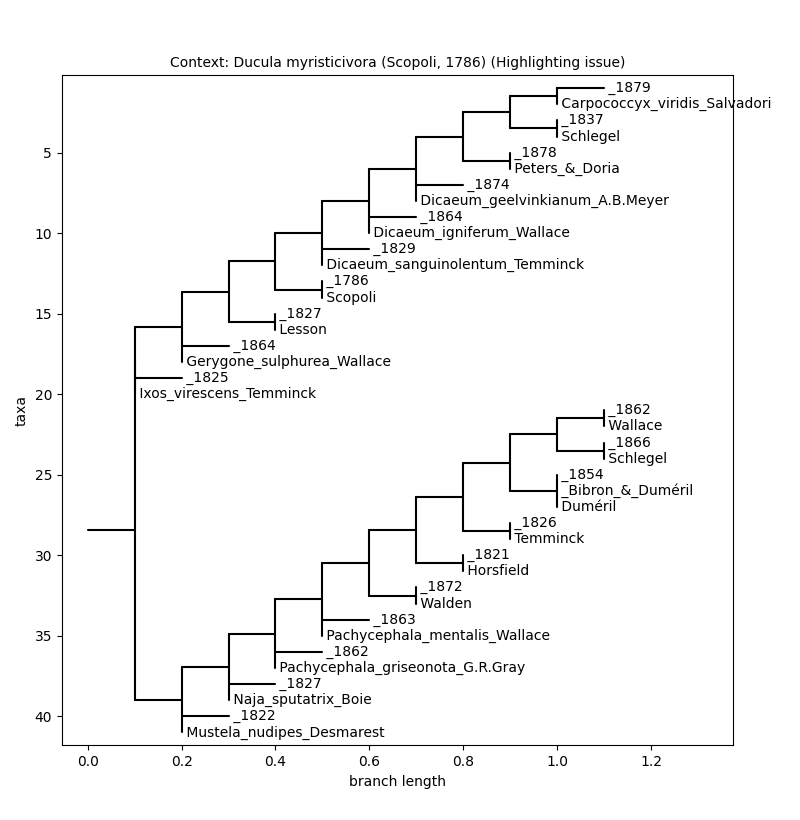 Context: Ducula myristicivora (Scopoli, 1786) (Highlighting issue)
_1879
Carpococcyx_viridis_Salvadori
_1837
Schlegel
_1878
Peters_&_Doria
_1874
Dicaeum_geelvinkianum_A.B.Meyer
_1864
Dicaeum_igniferum_Wallace
_1829
Dicaeum_sanguinolentum_Temminck
_1786
Scopoli
_1827
Lesson
_1864
Gerygone_sulphurea_Wallace
_1825
Ixos_virescens_Temminck
_1862
Wallace
_1866
Schlegel
_1854
_Bibron_&_Duméril
Duméril
_1826
Temminck
_1821
Horsfield
_1872
Walden
_1863
Pachycephala_mentalis_Wallace
_1862
Pachycephala_griseonota_G.R.Gray
_1827
Naja_sputatrix_Boie
_1822
Mustela_nudipes_Desmarest
5
10
15
20
25
30
35
40
taxa
0.0 0.2 0.4 0.6 0.8 1.0 1.2
branch length